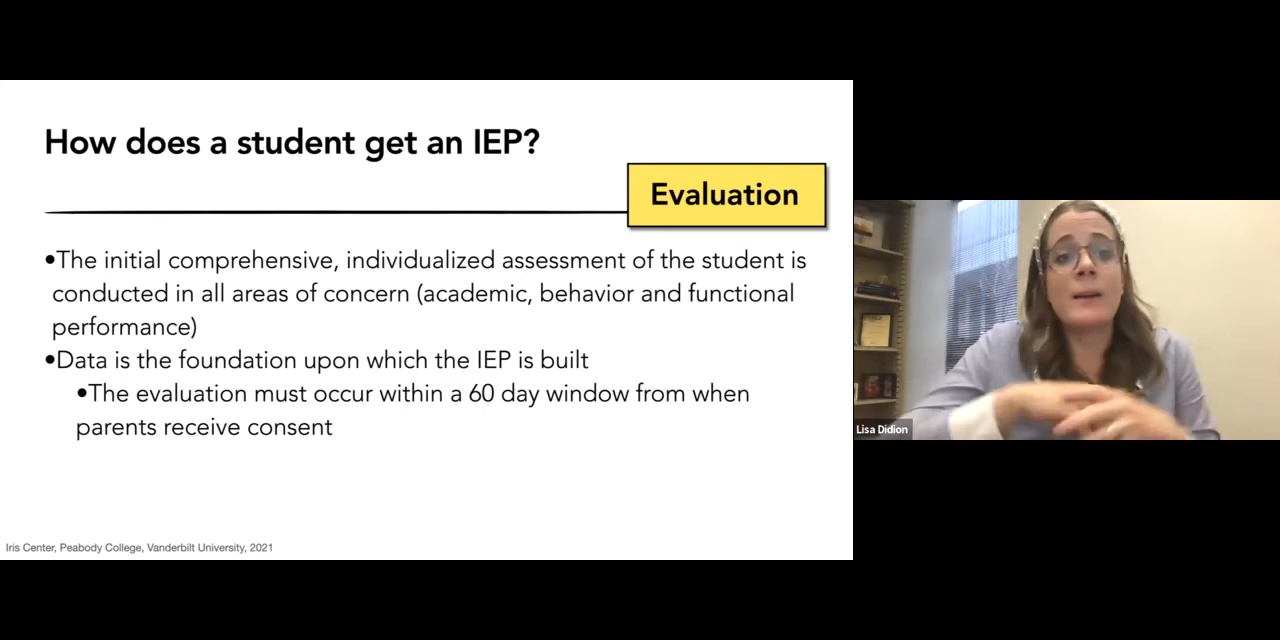 How does a student get an IEP?
Evaluation
•The initial comprehensive, individualized assessment of the student is
conducted in all areas of concern (academic, behavior and functional
performance)
•Data is the foundation upon which the IEP is built
•The evaluation must occur within a 60 day window from when
parents receive consent
Iris Center, Peabody College, Vanderbilt University, 2021
Lisa Didion